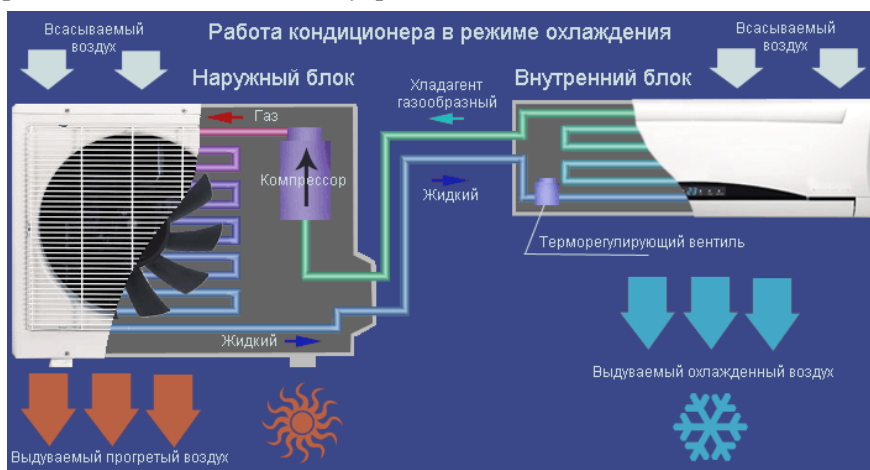 Работа кондиционера в режиме охлаждения
Всасываемый
воздух
Всасываемый
воздух
Наружный блок
Хладагент
газообразный
Внутренний блок
Газ
Компрессор
Жидкий
Терморегулирующий вентиль
Жидкий
Выдуваемый охлажденный воздух
Выдуваемый прогретый воздух